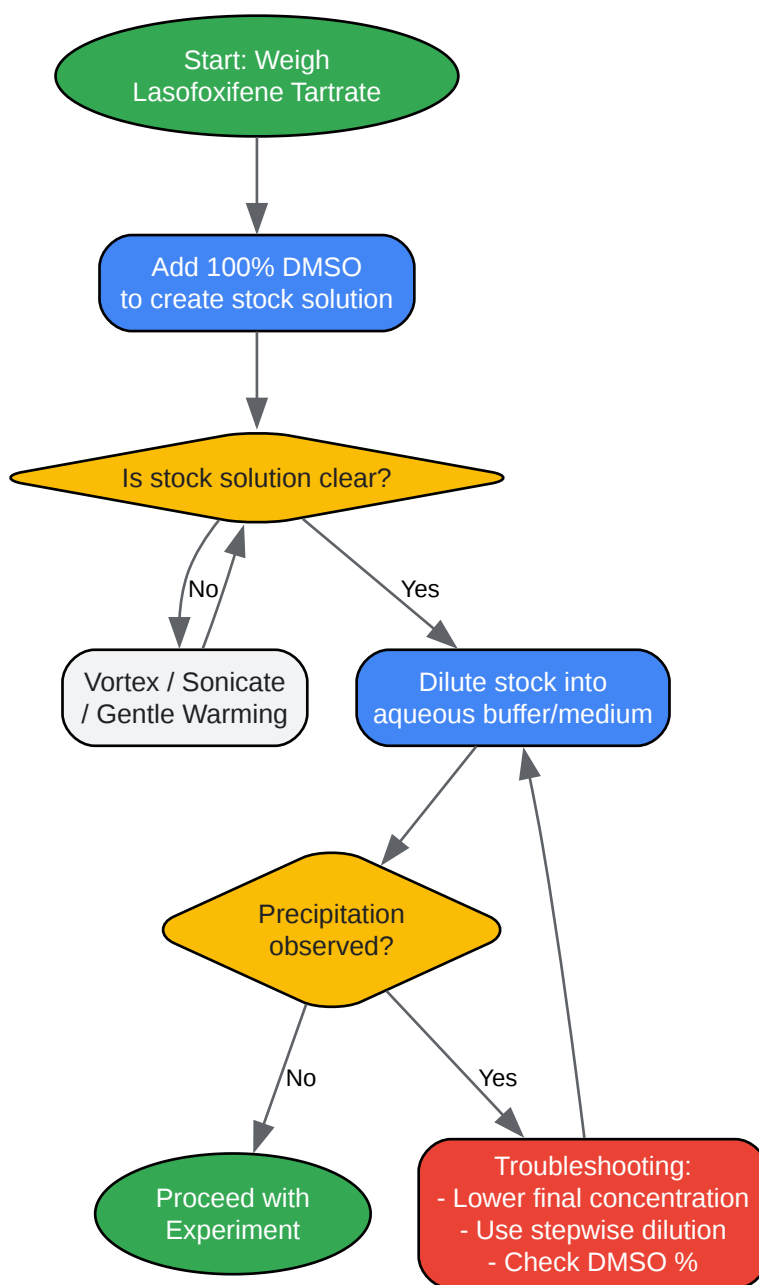 Start: Weigh
Lasofoxifene Tartrate
Add 100% DMSO
to create stock solution
Is stock solution clear?
No
Yes
Vortex / Sonicate
/ Gentle Warming
Dilute stock into
aqueous buffer/medium
Precipitation
observed?
No
Yes
Proceed with
Experiment
Troubleshooting:
- Lower final concentration
- Use stepwise dilution
- Check DMSO %